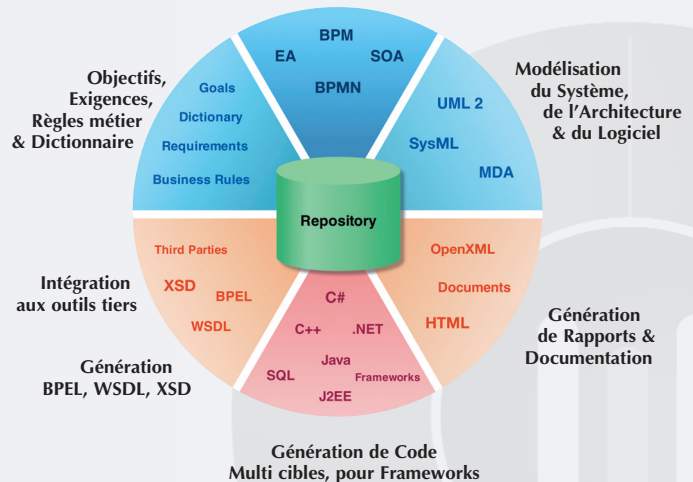 BPM
EA
SOA
BPMN
Objectifs,
Exigences,
Règles métier
& Dictionnaire
Goals
Dictionary
Requirements
Business Rules
Modélisation
du Système,
de l'Architecture
& du Logiciel
UML 2
SysML
MDA
Repository
Third Parties
XSD
BPEL
WSDL
Intégration
aux outils tiers
Génération
BPEL, WSDL, XSD
C#
C++
.NET
Java
SQL
Frameworks
J2EE
OpenXML
Documents
HTML
Génération
de Rapports &
Documentation
Génération de Code
Multi cibles, pour Frameworks